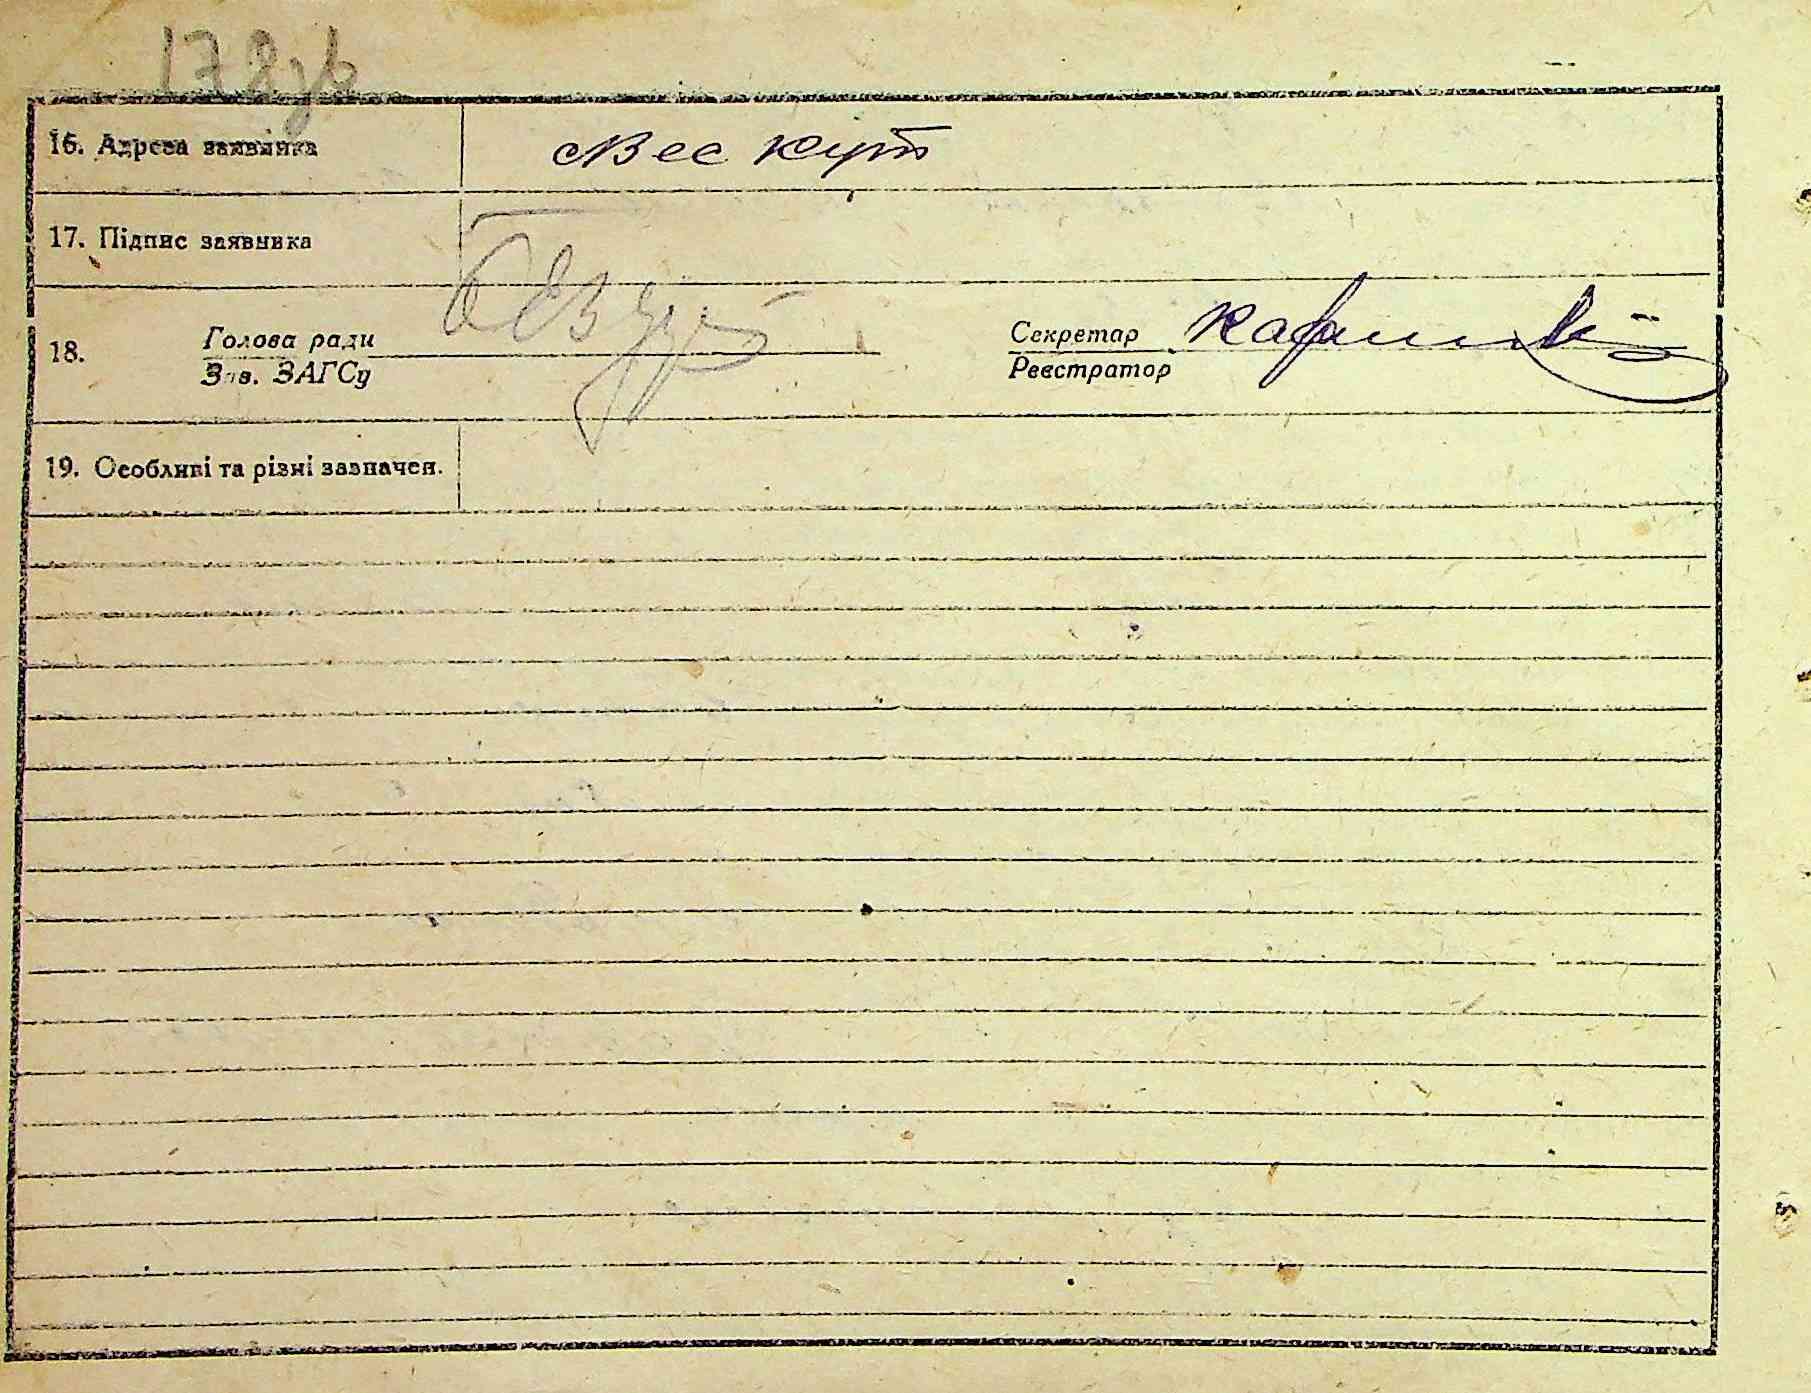 178зв
16. Адреса заявника
Вес Кут
17. Підпис заявника
18. Голова ради
Зав. ЗАГСу
Секретар
Реєстратор
19. Особливі та різні зазначен.